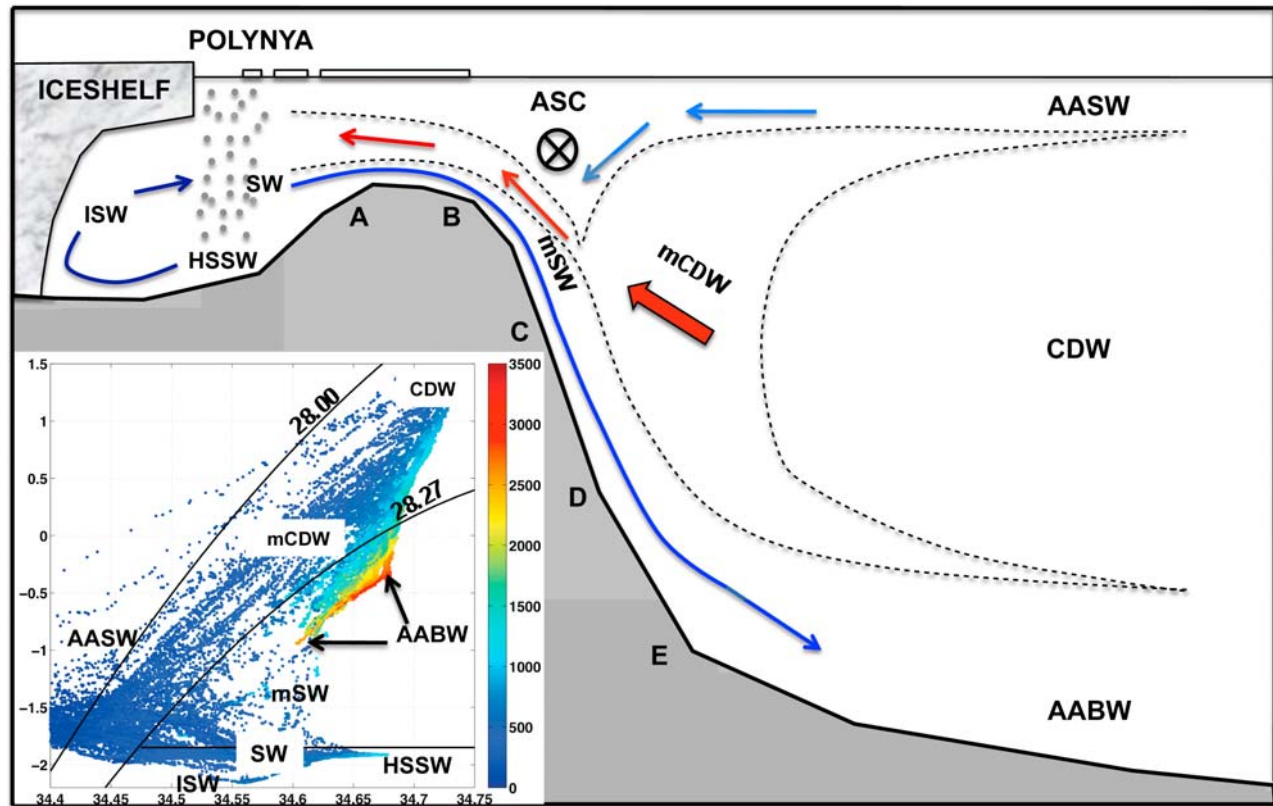 POLYNYA
ICESHELF
ASC
AASW
SW
ISW
HSSW
A
B
mSW
mCDW
C
CDW
D
E
AABW
1.5
1
0.5
0
−0.5
−1
−1.5
−2
34.4
34.45
34.5
34.55
34.6
34.65
34.7
34.75
28.00
28.27
CDW
mCDW
AASW
AABW
mSW
SW
HSSW
ISW
3500
3000
2500
2000
1500
1000
500
0